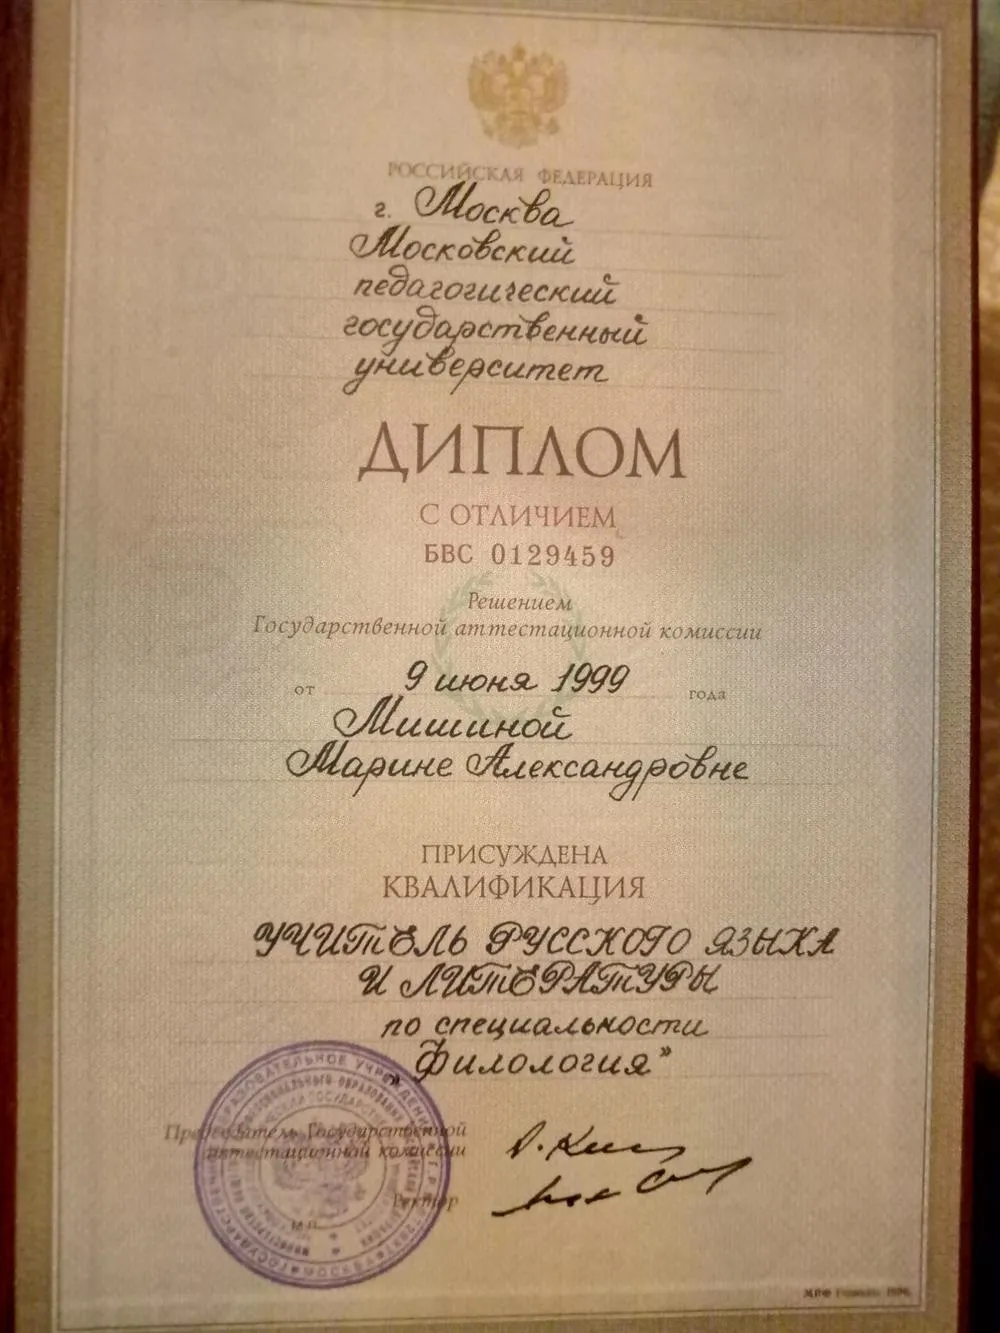 РОССИЙСКАЯ ФЕДЕРАЦИЯ
г. Москва
Московский
педагогический
государственный
университет
ДИПЛОМ
С ОТЛИЧИЕМ
БВС 0129459
Решением
Государственной аттестационной комиссии
от 9 июня 1999 года
Мишиной
Марине Александровне
ПРИСУЖДЕНА
КВАЛИФИКАЦИЯ
УЧИТЕЛЬ РУССКОГО ЯЗЫКА
И ЛИТЕРАТУРЫ
по специальности
„Филология"
Председатель Государственной
аттестационной комиссии
Ректор